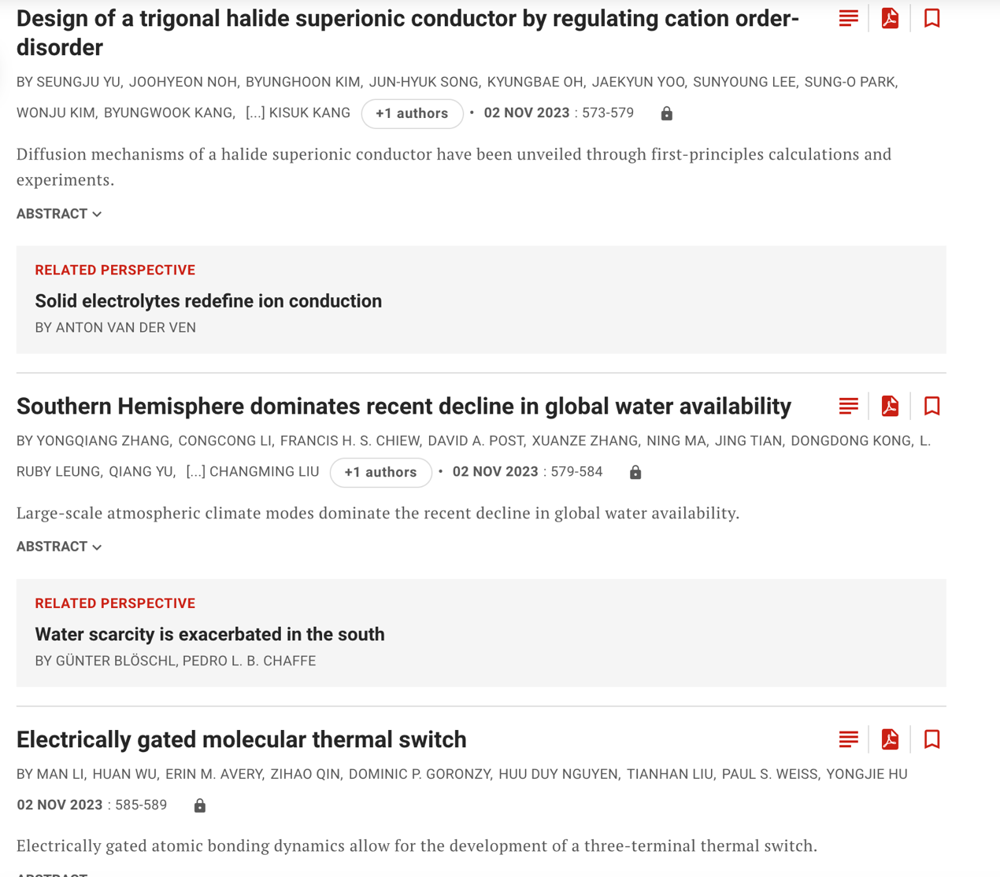 Design of a trigonal halide superionic conductor by regulating cation order-
disorder
BY SEUNGJU YU, JOOHYEON NOH, BYUNGHOON KIM, JUN-HYUK SONG, KYUNGBAE OH, JAEKYUN YOO, SUNYOUNG LEE, SUNG-O PARK,
WONJU KIM, BYUNGWOOK KANG, [...] KISUK KANG +1 authors • 02 NOV 2023 : 573-579
Diffusion mechanisms of a halide superionic conductor have been unveiled through first-principles calculations and
experiments.
ABSTRACT
RELATED PERSPECTIVE
Solid electrolytes redefine ion conduction
BY ANTON VAN DER VEN
Southern Hemisphere dominates recent decline in global water availability
BY YONGQIANG ZHANG, CONGCONG LI, FRANCIS H. S. CHIEW, DAVID A. POST, XUANZE ZHANG, NING MA, JING TIAN, DONGDONG KONG, L.
RUBY LEUNG, QIANG YU, [...] CHANGMING LIU +1 authors • 02 NOV 2023 : 579-584
Large-scale atmospheric climate modes dominate the recent decline in global water availability.
ABSTRACT
RELATED PERSPECTIVE
Water scarcity is exacerbated in the south
BY GÜNTER BLÖSCHL, PEDRO L. B. CHAFFE
Electrically gated molecular thermal switch
BY MAN LI, HUAN WU, ERIN M. AVERY, ZIHAO QIN, DOMINIC P. GORONZY, HUU DUY NGUYEN, TIANHAN LIU, PAUL S. WEISS, YONGJIE HU
02 NOV 2023 : 585-589
Electrically gated atomic bonding dynamics allow for the development of a three-terminal thermal switch.
ABSTRACT